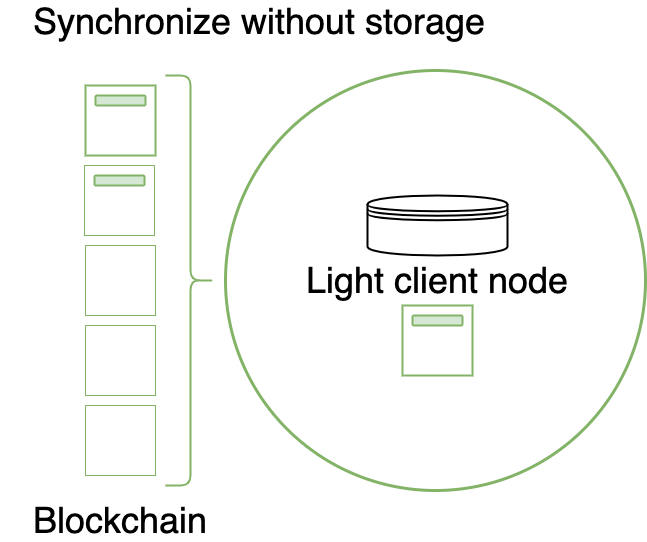 Synchronize without storage
Light client node
Blockchain